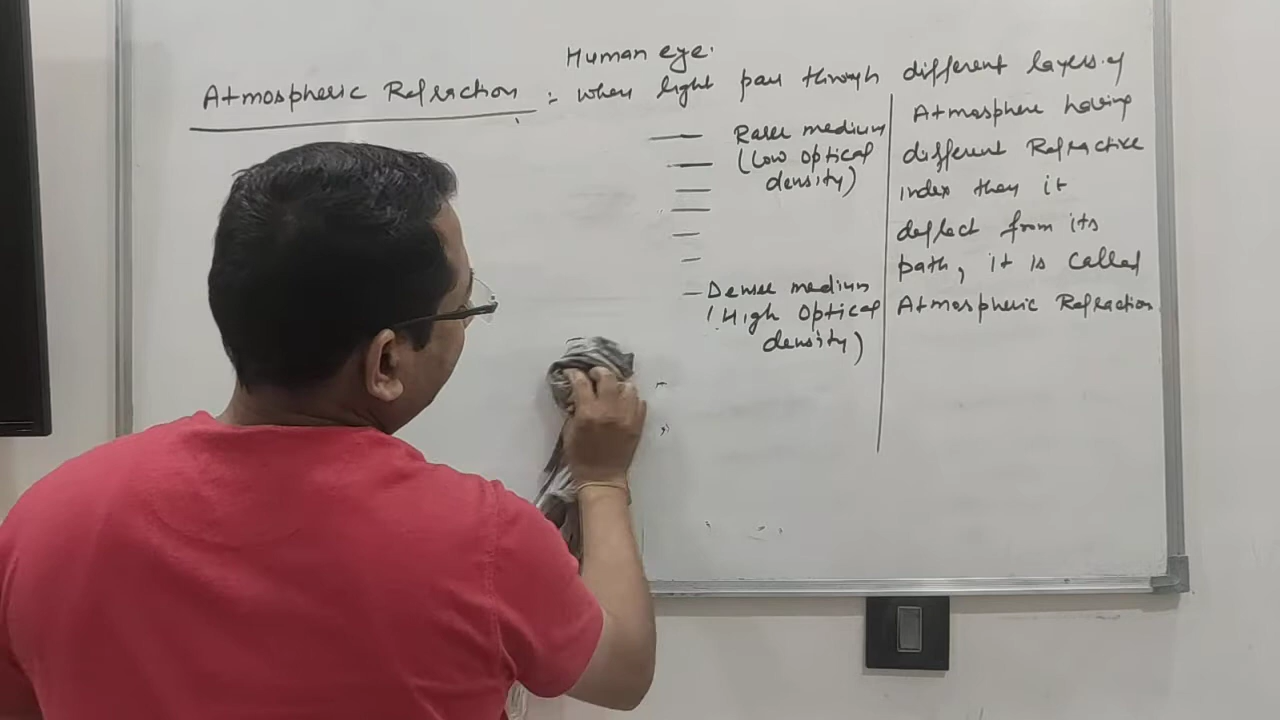 Human eye.
Atmospheric Refraction :- when light pass through different layers of
Atmosphere having
different Refractive
index then it
deflect from its
path, it is called
Atmospheric Refraction
Rarer medium
(Low optical
density)
Dense medium
(High Optical
density)